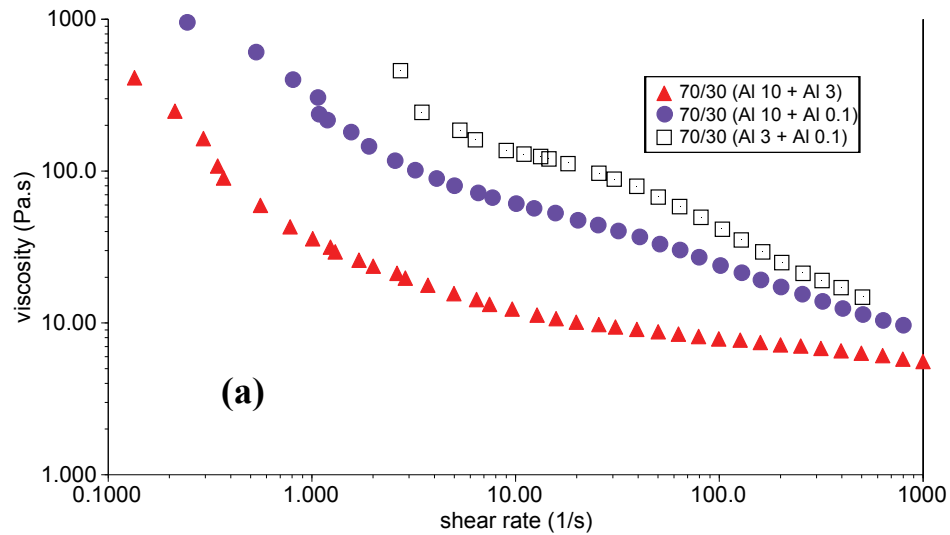 1000
100.0
10.00
1.000
viscosity (Pa.s)
70/30 (Al 10 + Al 3)
70/30 (Al 10 + Al 0.1)
70/30 (Al 3 + Al 0.1)
(a)
0.1000 1.000 10.00 100.0 1000
shear rate (1/s)